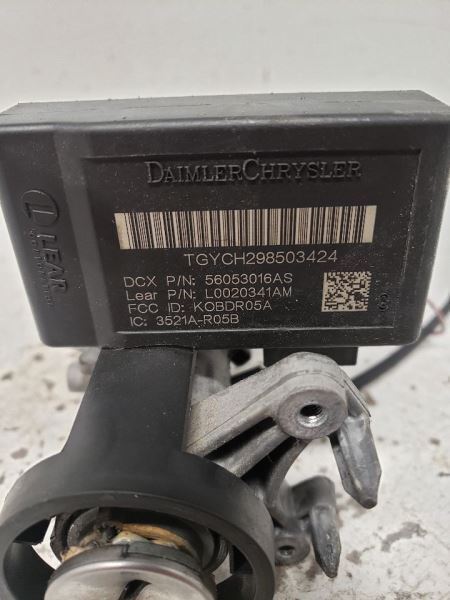 DAIMLERCHRYSLER
TGYCH298503424
DCX P/N: 56053016AS
Lear P/N: L0020341AM
FCC ID: KOBDR05A
IC: 3521A-R05B
LEAR